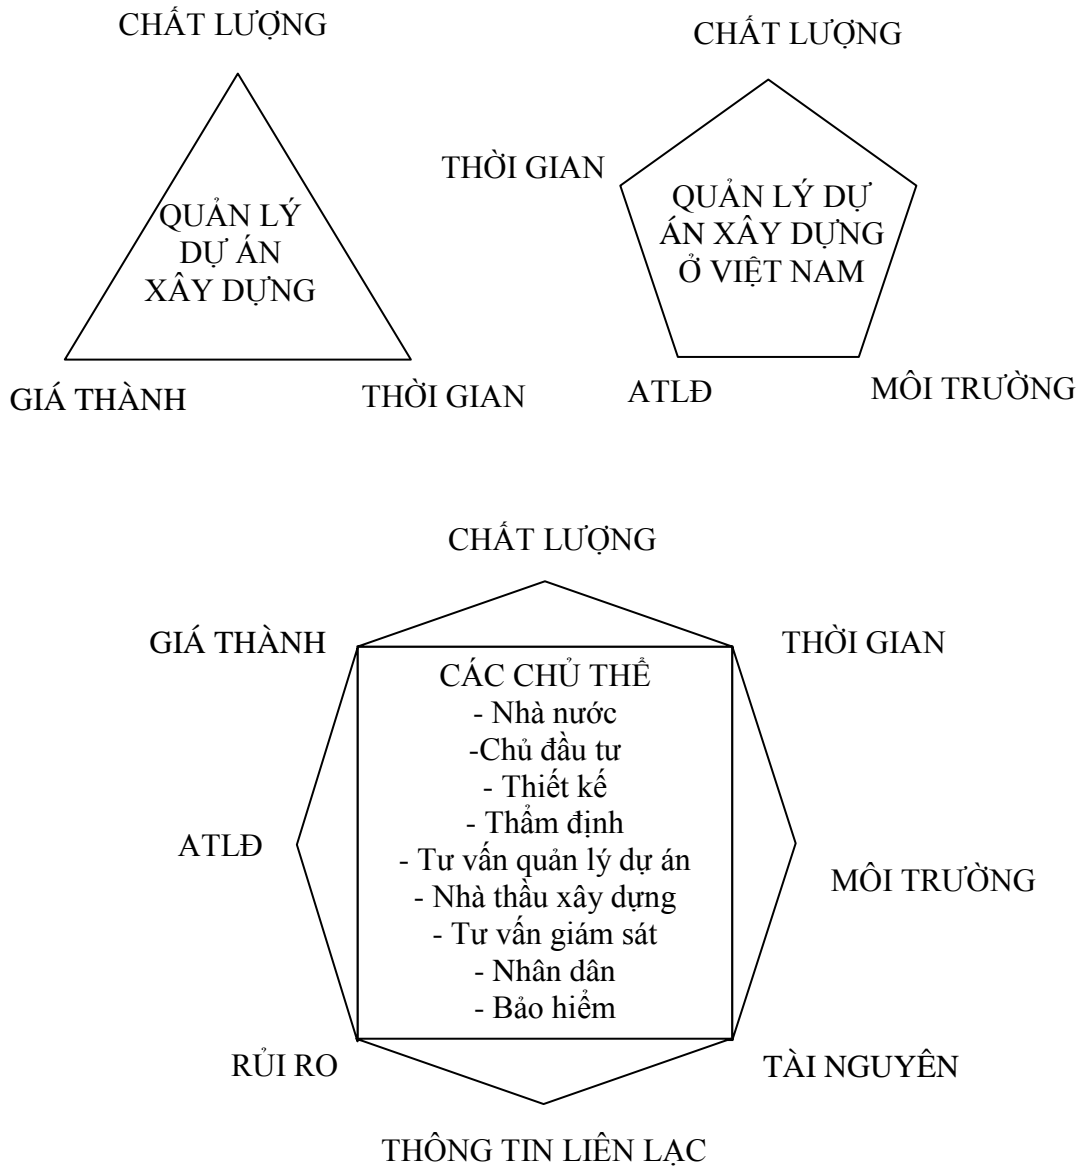 CHẤT LƯỢNG
QUẢN LÝ
DỰ ÁN
XÂY DỰNG
GIÁ THÀNH
THỜI GIAN
CHẤT LƯỢNG
THỜI GIAN
QUẢN LÝ DỰ
ÁN XÂY DỰNG
Ở VIỆT NAM
ATLĐ
MÔI TRƯỜNG
CHẤT LƯỢNG
GIÁ THÀNH
THỜI GIAN
CÁC CHỦ THỂ
- Nhà nước
-Chủ đầu tư
- Thiết kế
- Thẩm định
- Tư vấn quản lý dự án
- Nhà thầu xây dựng
- Tư vấn giám sát
- Nhân dân
- Bảo hiểm
ATLĐ
MÔI TRƯỜNG
RỦI RO
TÀI NGUYÊN
THÔNG TIN LIÊN LẠC